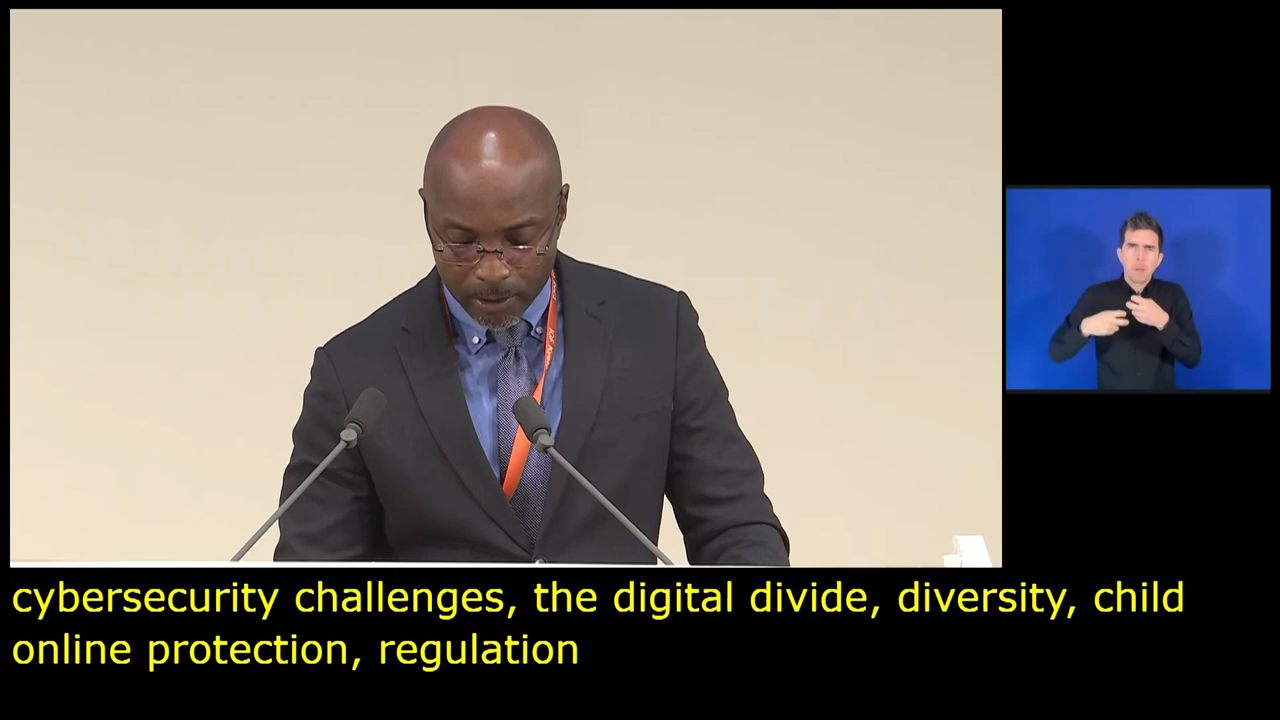 cybersecurity challenges, the digital divide, diversity, child
online protection, regulation